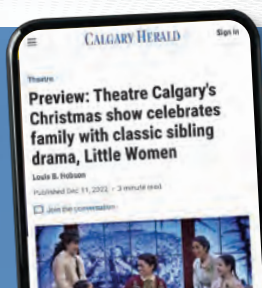 CALGARY HERALD
Sign In
Theatre
Preview: Theatre Calgary's
Christmas show celebrates
family with classic sibling
drama, Little Women
Louis B. Hobson
Published Dec 11, 2022 • 3 minute read
Join the conversation